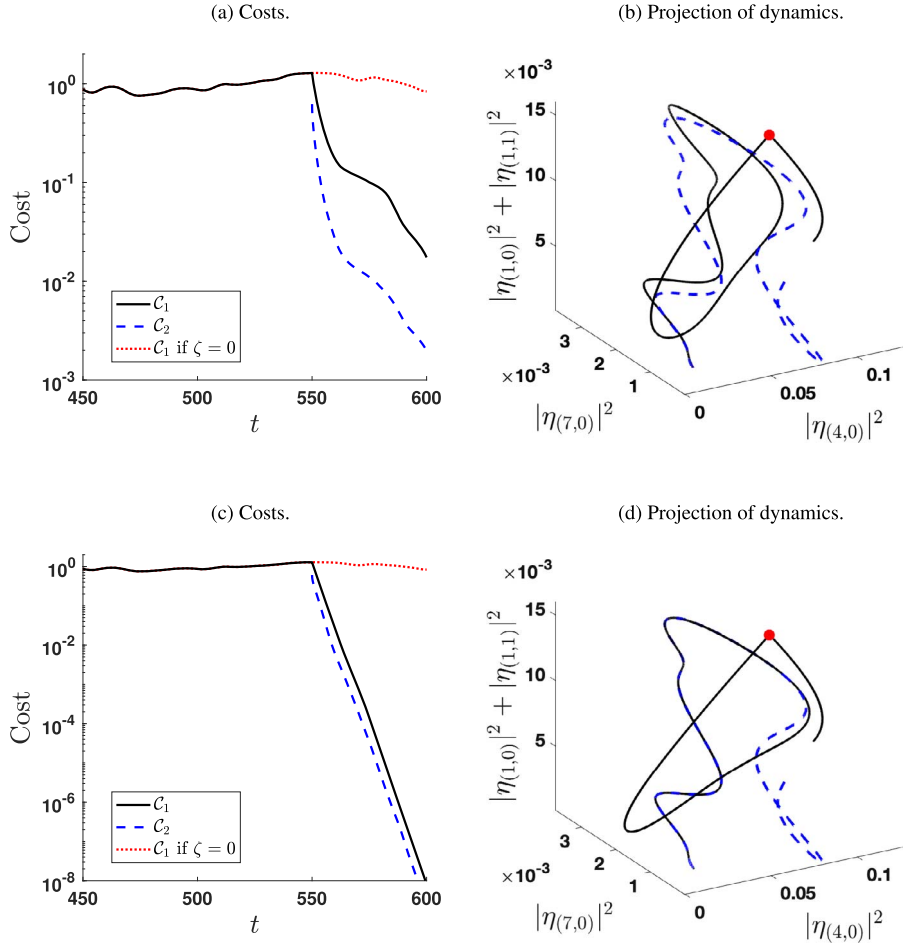 (a) Costs.
(b) Projection of dynamics.
10^0
10^-1
10^-2
10^-3
Cost
450
500
550
600
t
C_1
C_2
C_1 if ζ = 0
×10^-3
15
10
5
|η_(1,0)|^2 + |η_(1,1)|^2
3
2
1
×10^-3
|η_(7,0)|^2
0
0.05
0.1
|η_(4,0)|^2
(c) Costs.
(d) Projection of dynamics.
10^0
10^-2
10^-4
10^-6
10^-8
Cost
450
500
550
600
t
C_1
C_2
C_1 if ζ = 0
×10^-3
15
10
5
|η_(1,0)|^2 + |η_(1,1)|^2
3
2
1
×10^-3
|η_(7,0)|^2
0
0.05
0.1
|η_(4,0)|^2